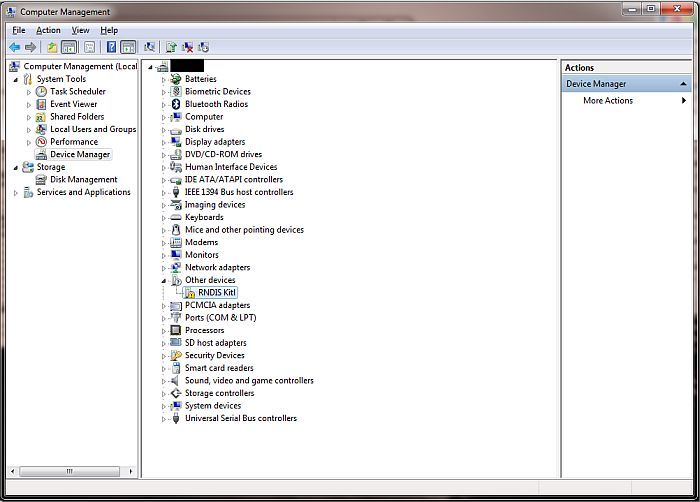 Computer Management
File Action View Help
Computer Management (Local
System Tools
Task Scheduler
Event Viewer
Shared Folders
Local Users and Groups
Performance
Device Manager
Storage
Disk Management
Services and Applications
Batteries
Biometric Devices
Bluetooth Radios
Computer
Disk drives
Display adapters
DVD/CD-ROM drives
Human Interface Devices
IDE ATA/ATAPI controllers
IEEE 1394 Bus host controllers
Imaging devices
Keyboards
Mice and other pointing devices
Modems
Monitors
Network adapters
Other devices
RNDIS Kitl
PCMCIA adapters
Ports (COM & LPT)
Processors
SD host adapters
Security Devices
Smart card readers
Sound, video and game controllers
Storage controllers
System devices
Universal Serial Bus controllers
Actions
Device Manager
More Actions